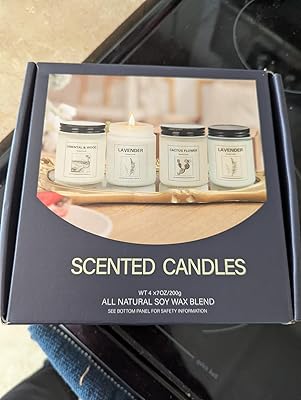 ORIENTAL & WOOD
LAVENDER
CACTUS FLOWER
LAVENDER
SCENTED CANDLES
WT 4 x7OZ/200g
ALL NATURAL SOY WAX BLEND
SEE BOTTOM PANEL FOR SAFETY INFORMATION